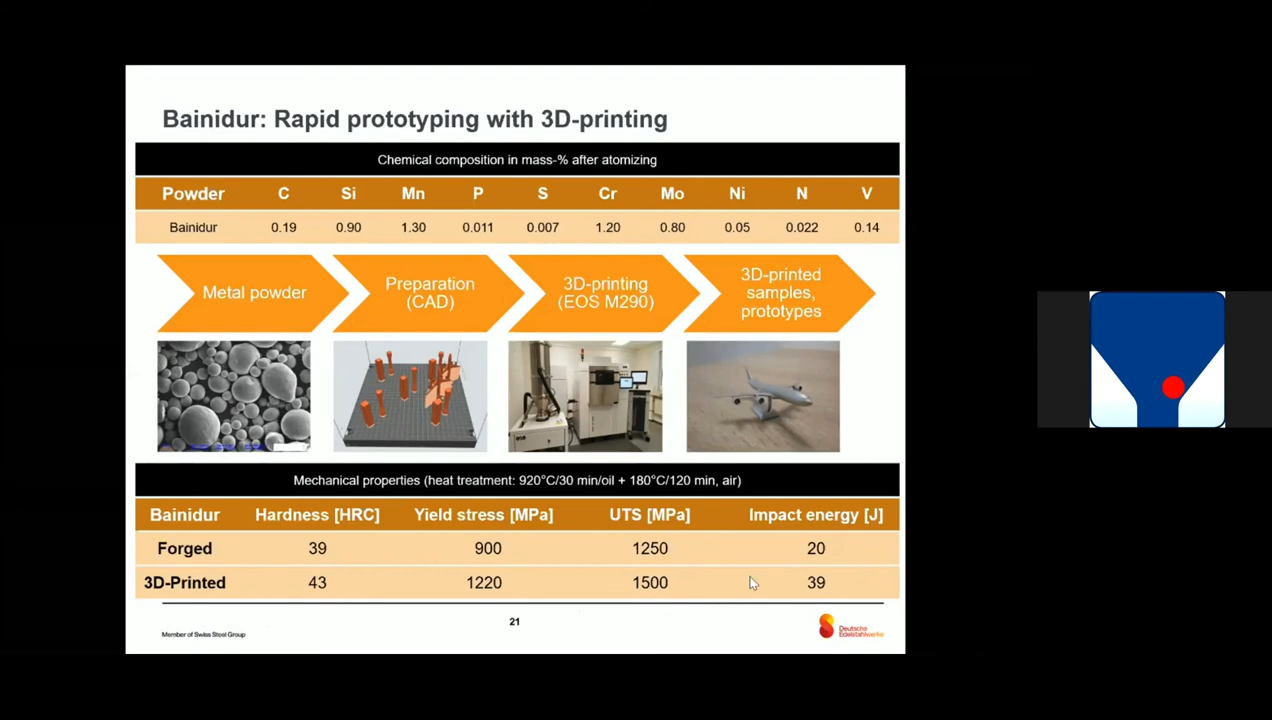 Bainidur: Rapid prototyping with 3D-printing
Chemical composition in mass-% after atomizing
Powder C Si Mn P S Cr Mo Ni N V
Bainidur 0.19 0.90 1.30 0.011 0.007 1.20 0.80 0.05 0.022 0.14
Metal powder
Preparation
(CAD)
3D-printing
(EOS M290)
3D-printed
samples,
prototypes
Mechanical properties (heat treatment: 920°C/30 min/oil + 180°C/120 min, air)
Bainidur Hardness [HRC] Yield stress [MPa] UTS [MPa] Impact energy [J]
Forged 39 900 1250 20
3D-Printed 43 1220 1500 39
21
Member of Swiss Steel Group
Deutsche
Edelstahlwerke